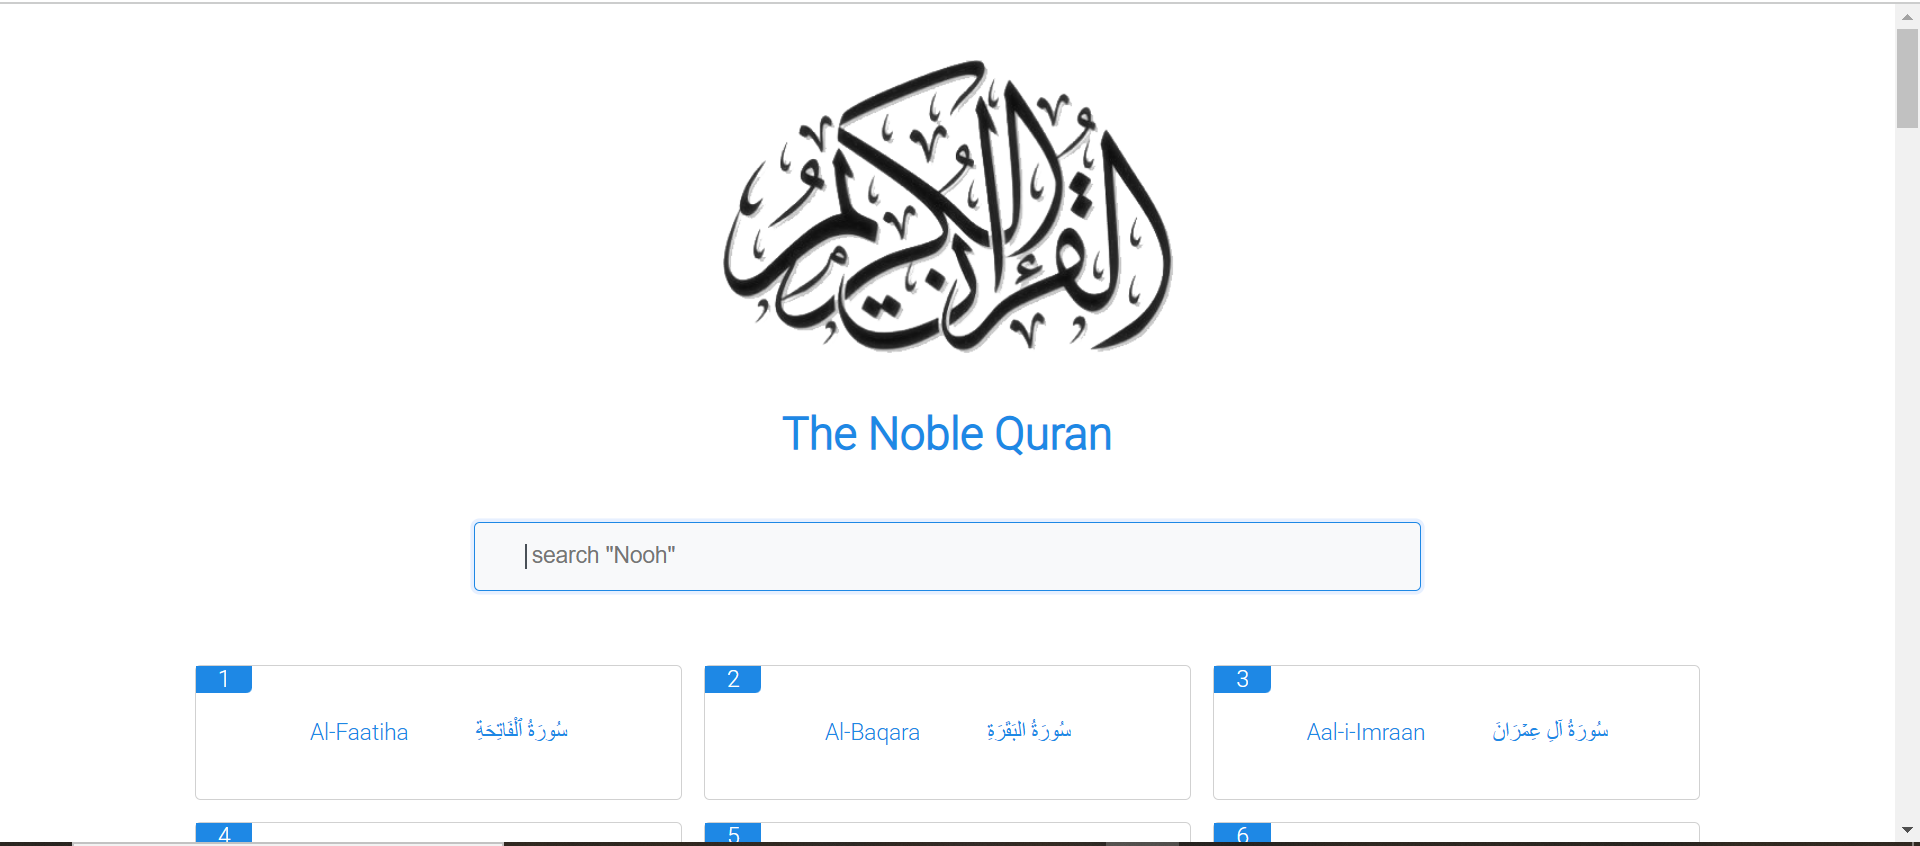 القرآن الكريم
The Noble Quran
search "Nooh"
1
Al-Faatiha سُورَةُ ٱلْفَاتِحَةِ
2
Al-Baqara سُورَةُ البَقَرَةِ
3
Aal-i-Imraan سُورَةُ آلِ عِمۡرَانَ
4
5
6